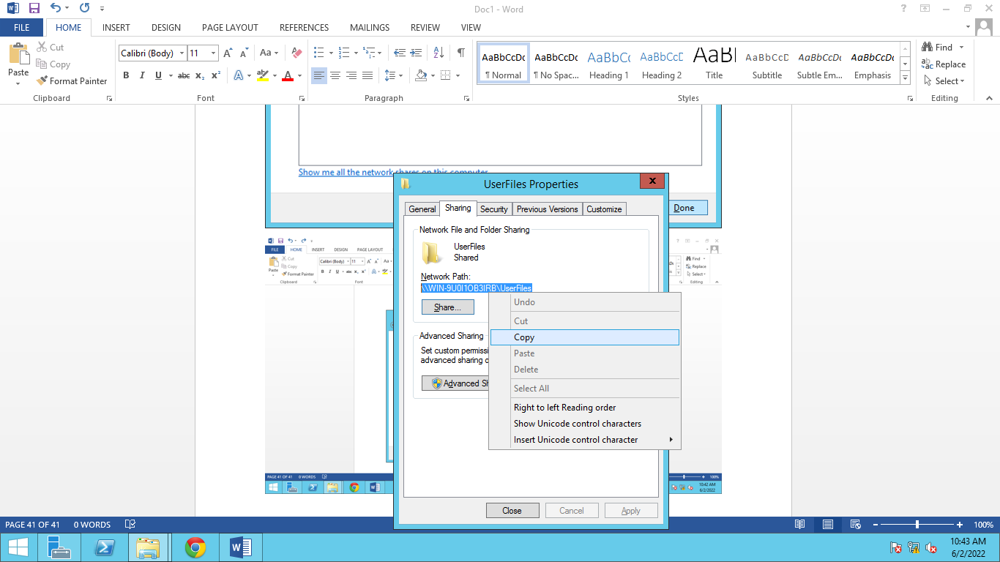 Doc1 - Word
FILE HOME INSERT DESIGN PAGE LAYOUT REFERENCES MAILINGS REVIEW VIEW
Paste
Cut
Copy
Format Painter
Clipboard
Calibri (Body) 11
Font
Paragraph
AaBbCcDc AaBbCcDc AaBbCc AaBbCcD AaB AaBbCcD AaBbCcDc AaBbCcDc
¶ Normal ¶ No Spac... Heading 1 Heading 2 Title Subtitle Subtle Em... Emphasis
Styles
Find
Replace
Select
Editing
Show me all the network shares on this computer
Done
UserFiles Properties
General Sharing Security Previous Versions Customize
Network File and Folder Sharing
UserFiles
Shared
Network Path:
\\WIN-9U0I1OB3IRB\UserFiles
Share...
Advanced Sharing
Set custom
advanced sharing
Advanced
Undo
Cut
Copy
Paste
Delete
Select All
Right to left Reading order
Show Unicode control characters
Insert Unicode control character
Close Cancel Apply
FILE HOME INSERT DESIGN PAGE LAYOUT
Cut
Copy
Paste
Format Painter
Clipboard
Calibri (Body) 11
Font
Find
Replace
Select
Editing
PAGE 41 OF 41 0 WORDS
100%
10:42 AM
6/2/2022
PAGE 41 OF 41 0 WORDS
100%
10:43 AM
6/2/2022